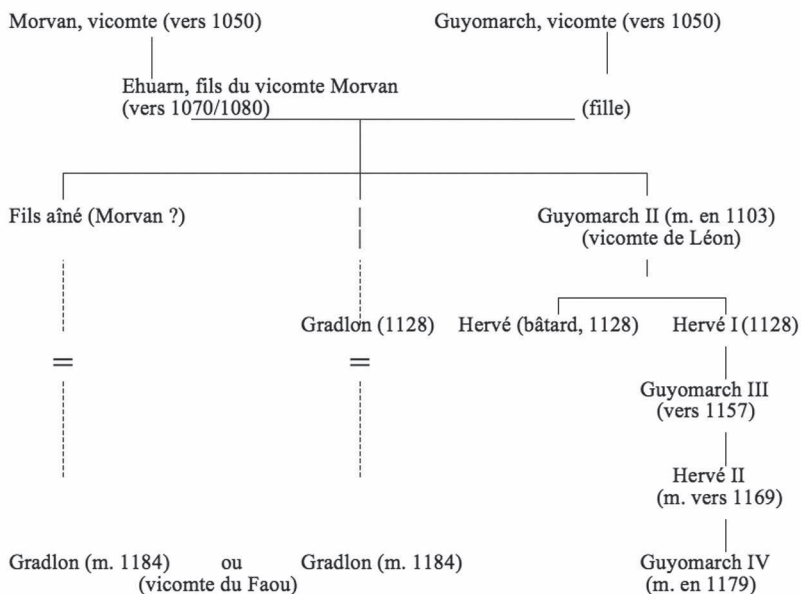 Morvan, vicomte (vers 1050) Guyomarch, vicomte (vers 1050)
Ehuarn, fils du vicomte Morvan
(vers 1070/1080) (fille)
Fils aîné (Morvan ?) Guyomarch II (m. en 1103)
(vicomte de Léon)
Gradlon (1128) Hervé (bâtard, 1128) Hervé I (1128)
Guyomarch III
(vers 1157)
Hervé II
(m. vers 1169)
Gradlon (m. 1184) ou Gradlon (m. 1184) Guyomarch IV
(vicomte du Faou) (m. en 1179)